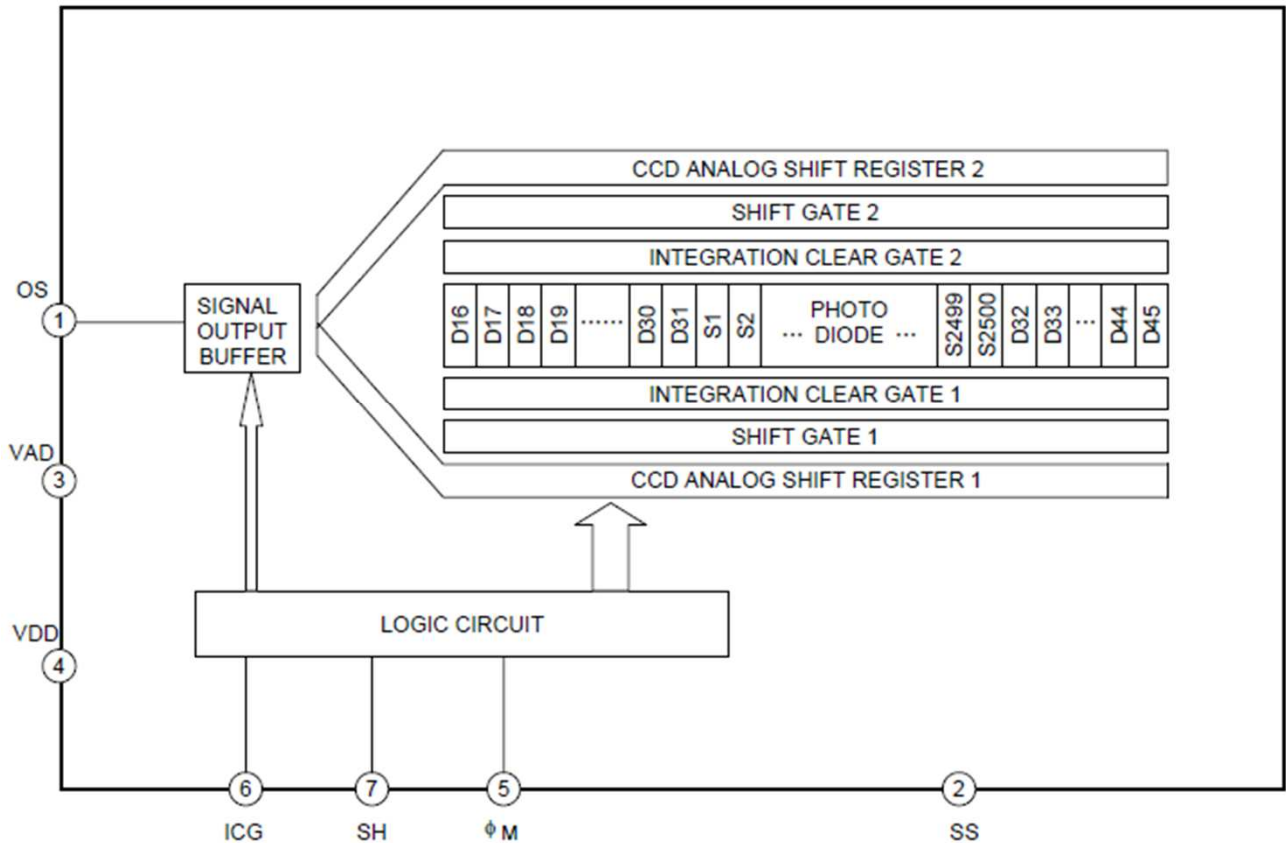 CCD ANALOG SHIFT REGISTER 2
SHIFT GATE 2
INTEGRATION CLEAR GATE 2
OS
1
SIGNAL
OUTPUT
BUFFER
D16 D17 D18 D19 ...... D30 D31 S1 S2
PHOTO
... DIODE ...
S2499 S2500 D32 D33 ... D44 D45
INTEGRATION CLEAR GATE 1
SHIFT GATE 1
CCD ANALOG SHIFT REGISTER 1
VAD
3
LOGIC CIRCUIT
VDD
4
6 7 5 2
ICG SH ϕM SS